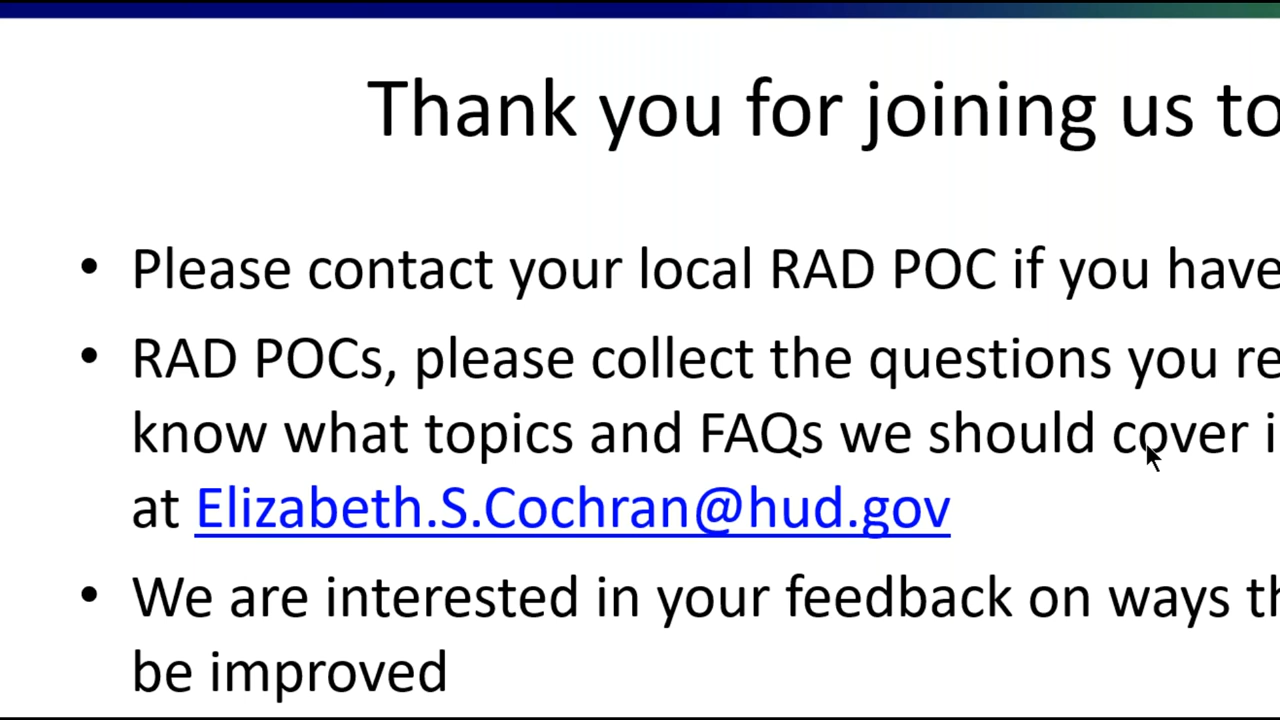 Thank you for joining us to
• Please contact your local RAD POC if you have
• RAD POCs, please collect the questions you re
know what topics and FAQs we should cover i
at Elizabeth.S.Cochran@hud.gov
• We are interested in your feedback on ways th
be improved